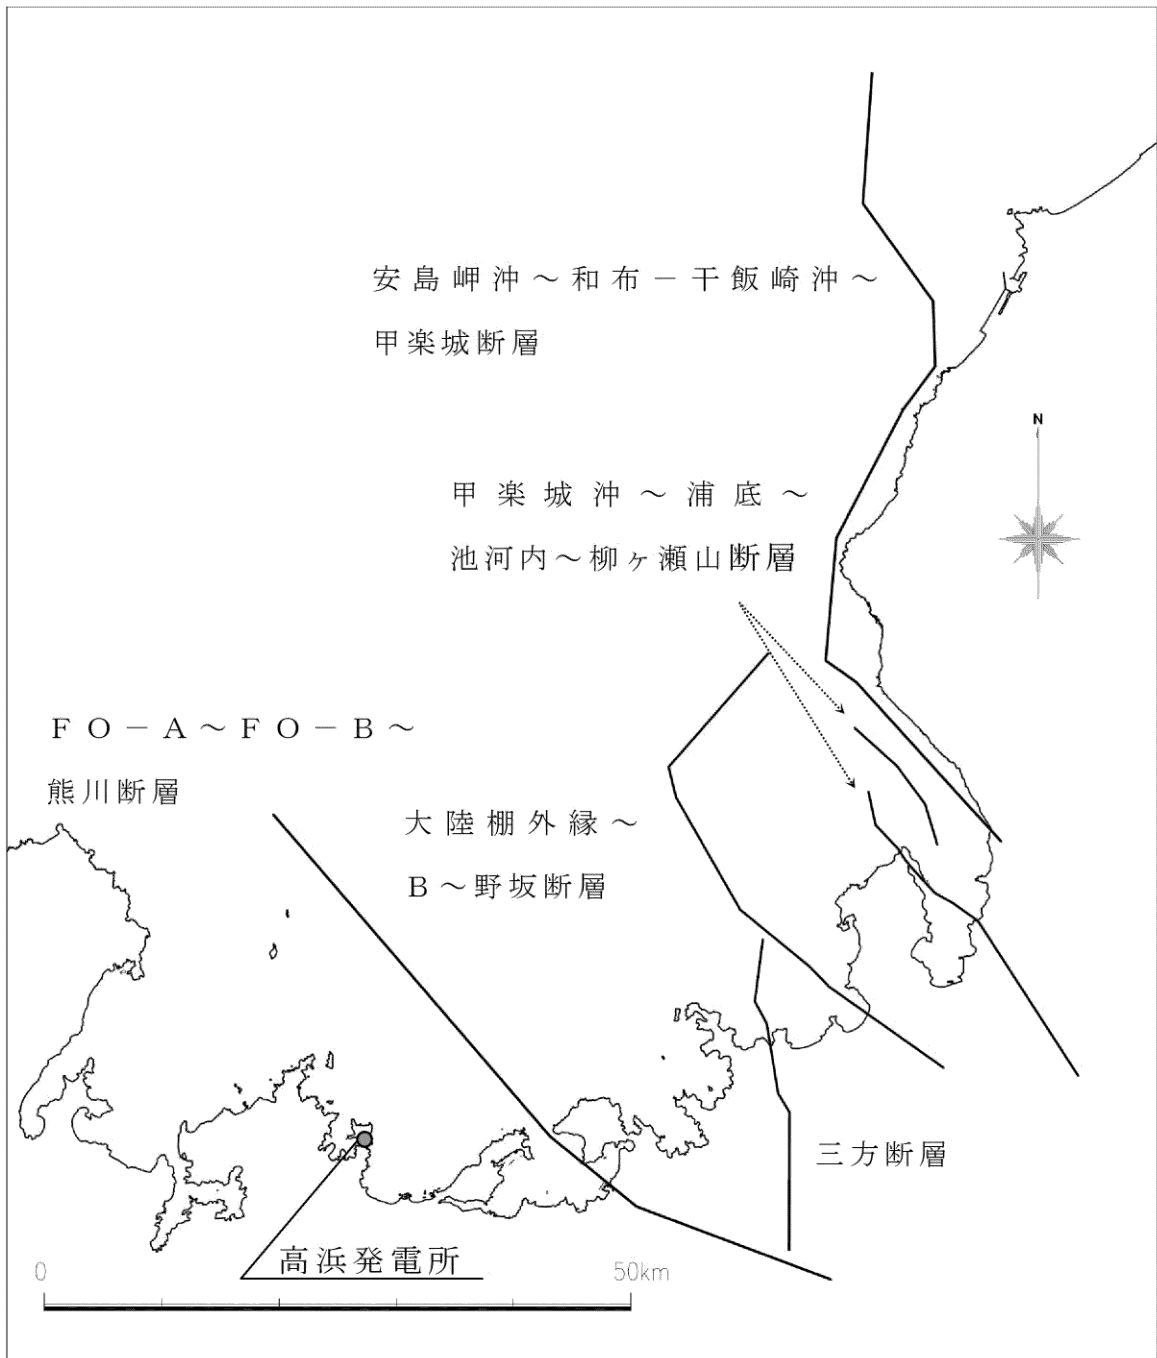 安島岬沖～和布－干飯崎沖～
甲楽城断層
N
甲楽城沖～浦底～
池河内～柳ヶ瀬山断層
ＦＯ－Ａ～ＦＯ－Ｂ～
熊川断層
大陸棚外縁～
Ｂ～野坂断層
三方断層
高浜発電所
0
50km